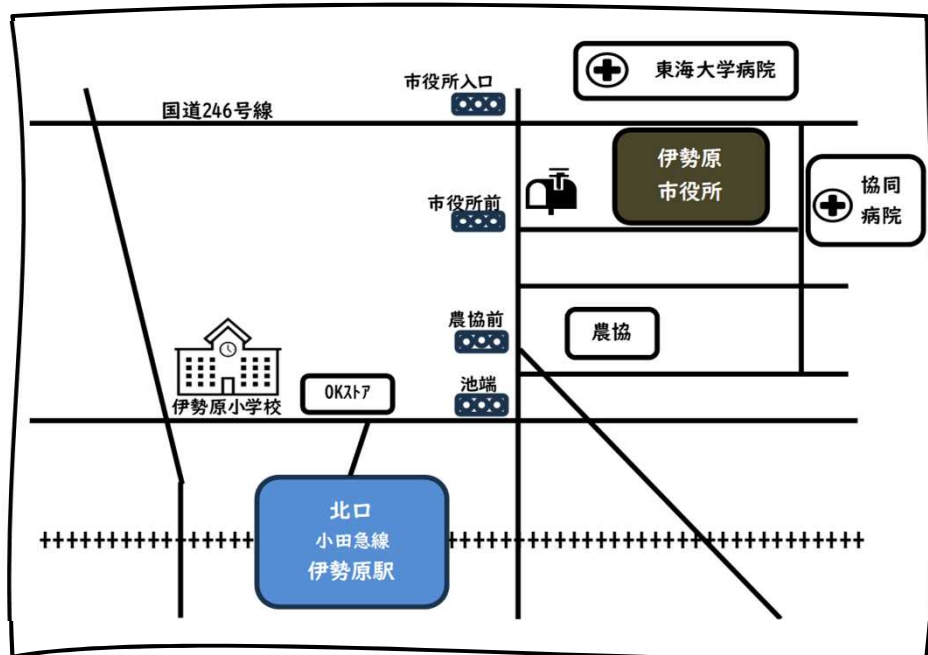 東海大学病院
市役所入口
国道246号線
伊勢原
市役所
協同
病院
市役所前
農協前
農協
池端
OKストア
伊勢原小学校
北口
小田急線
伊勢原駅